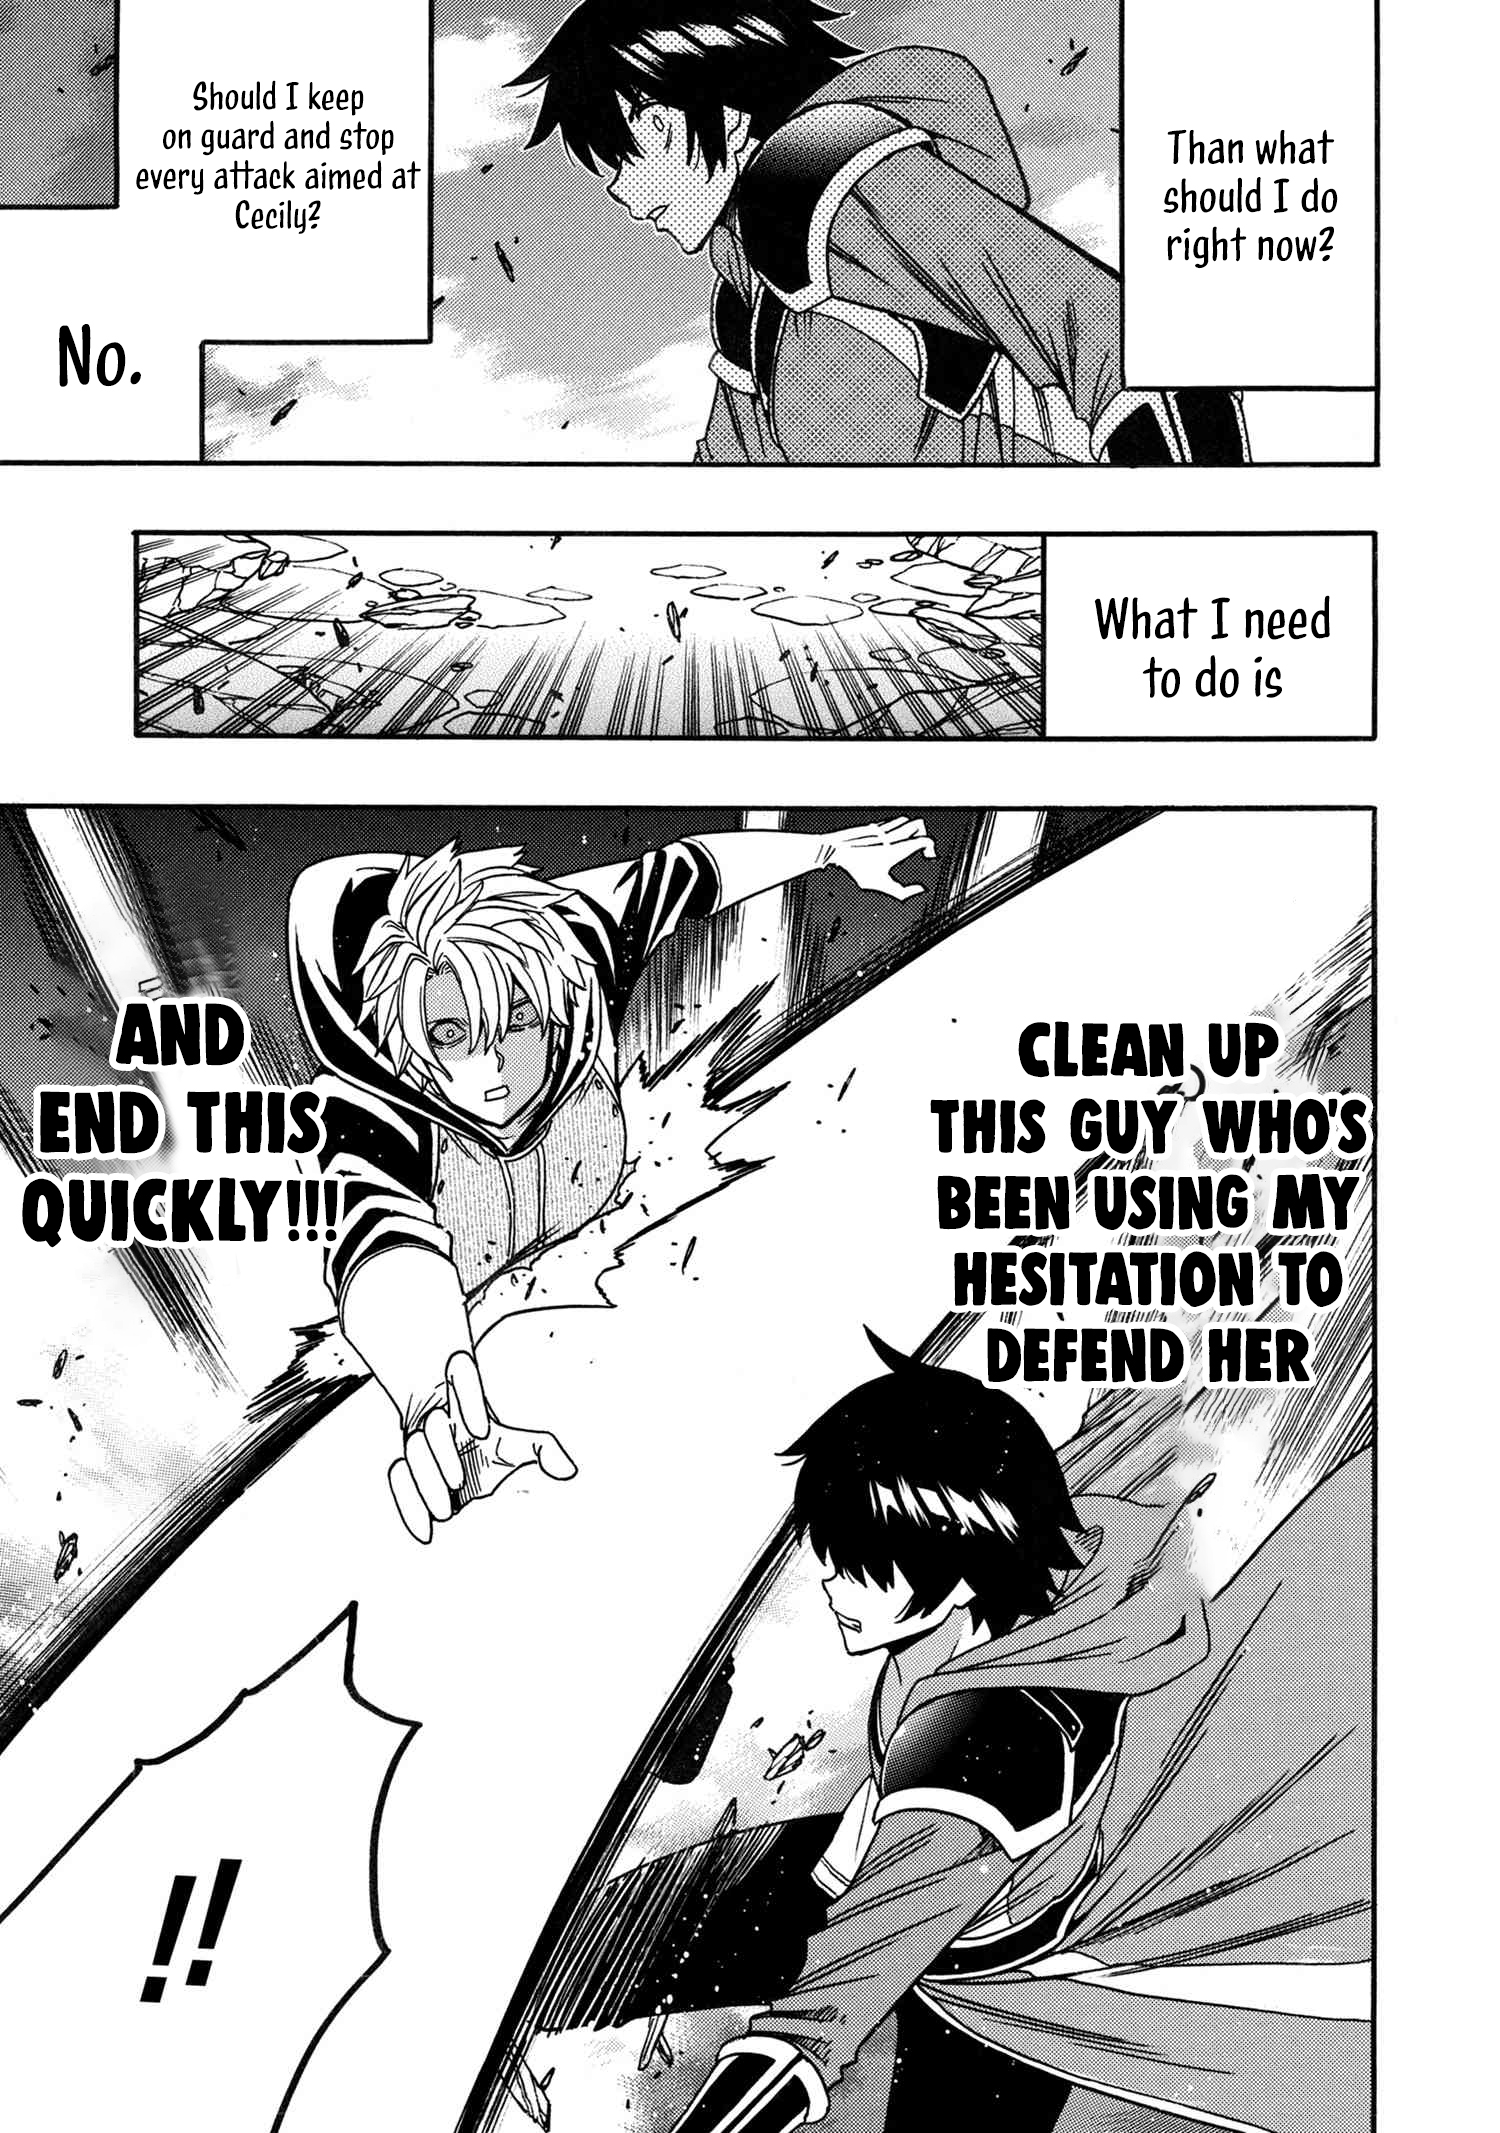 Than what
should I do
right now?
Should I keep
on guard and stop
every attack aimed at
Cecily?
No.
What I need
to do is
CLEAN UP
THIS GUY WHO'S
BEEN USING MY
HESITATION TO
DEFEND HER
AND
END THIS
QUICKLY!!!
!!